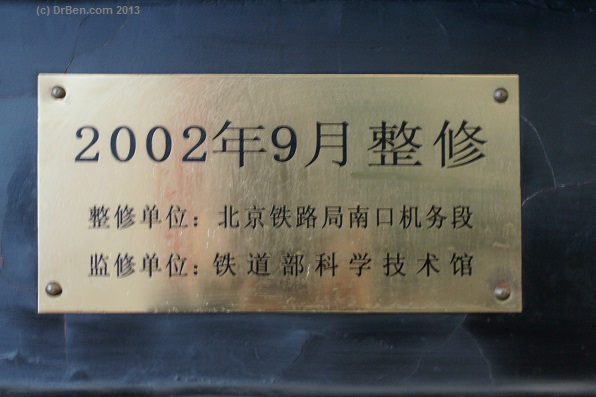 (c) DrBen.com 2013
2002年9月整修
整修单位：北京铁路局南口机务段
监修单位：铁道部科学技术馆